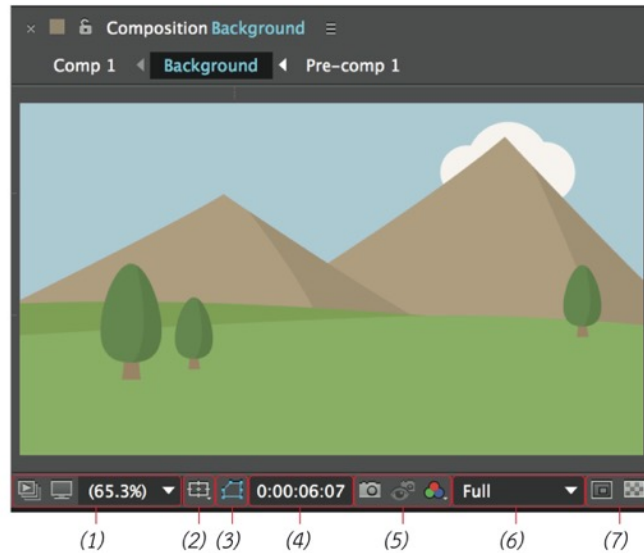 Composition Background
Comp 1 Background Pre-comp 1
(65.3%) 0:00:06:07 Full
(1) (2) (3) (4) (5) (6) (7)